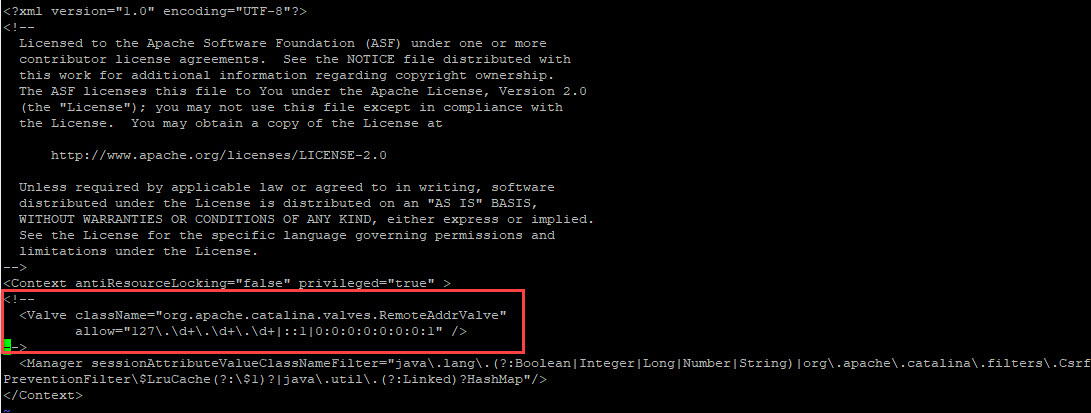 <?xml version="1.0" encoding="UTF-8"?>
<!--
  Licensed to the Apache Software Foundation (ASF) under one or more
  contributor license agreements.  See the NOTICE file distributed with
  this work for additional information regarding copyright ownership.
  The ASF licenses this file to You under the Apache License, Version 2.0
  (the "License"); you may not use this file except in compliance with
  the License.  You may obtain a copy of the License at

      http://www.apache.org/licenses/LICENSE-2.0

  Unless required by applicable law or agreed to in writing, software
  distributed under the License is distributed on an "AS IS" BASIS,
  WITHOUT WARRANTIES OR CONDITIONS OF ANY KIND, either express or implied.
  See the License for the specific language governing permissions and
  limitations under the License.
-->
<Context antiResourceLocking="false" privileged="true" >
<!--
  <Valve className="org.apache.catalina.valves.RemoteAddrValve"
         allow="127\.\d+\.\d+\.\d+|::1|0:0:0:0:0:0:0:1" />
-->
  <Manager sessionAttributeValueClassNameFilter="java\.lang\.(?:Boolean|Integer|Long|Number|String)|org\.apache\.catalina\.filters\.Csrf
PreventionFilter\$LruCache(?:\$1)?|java\.util\.(?:Linked)?HashMap"/>
</Context>
~